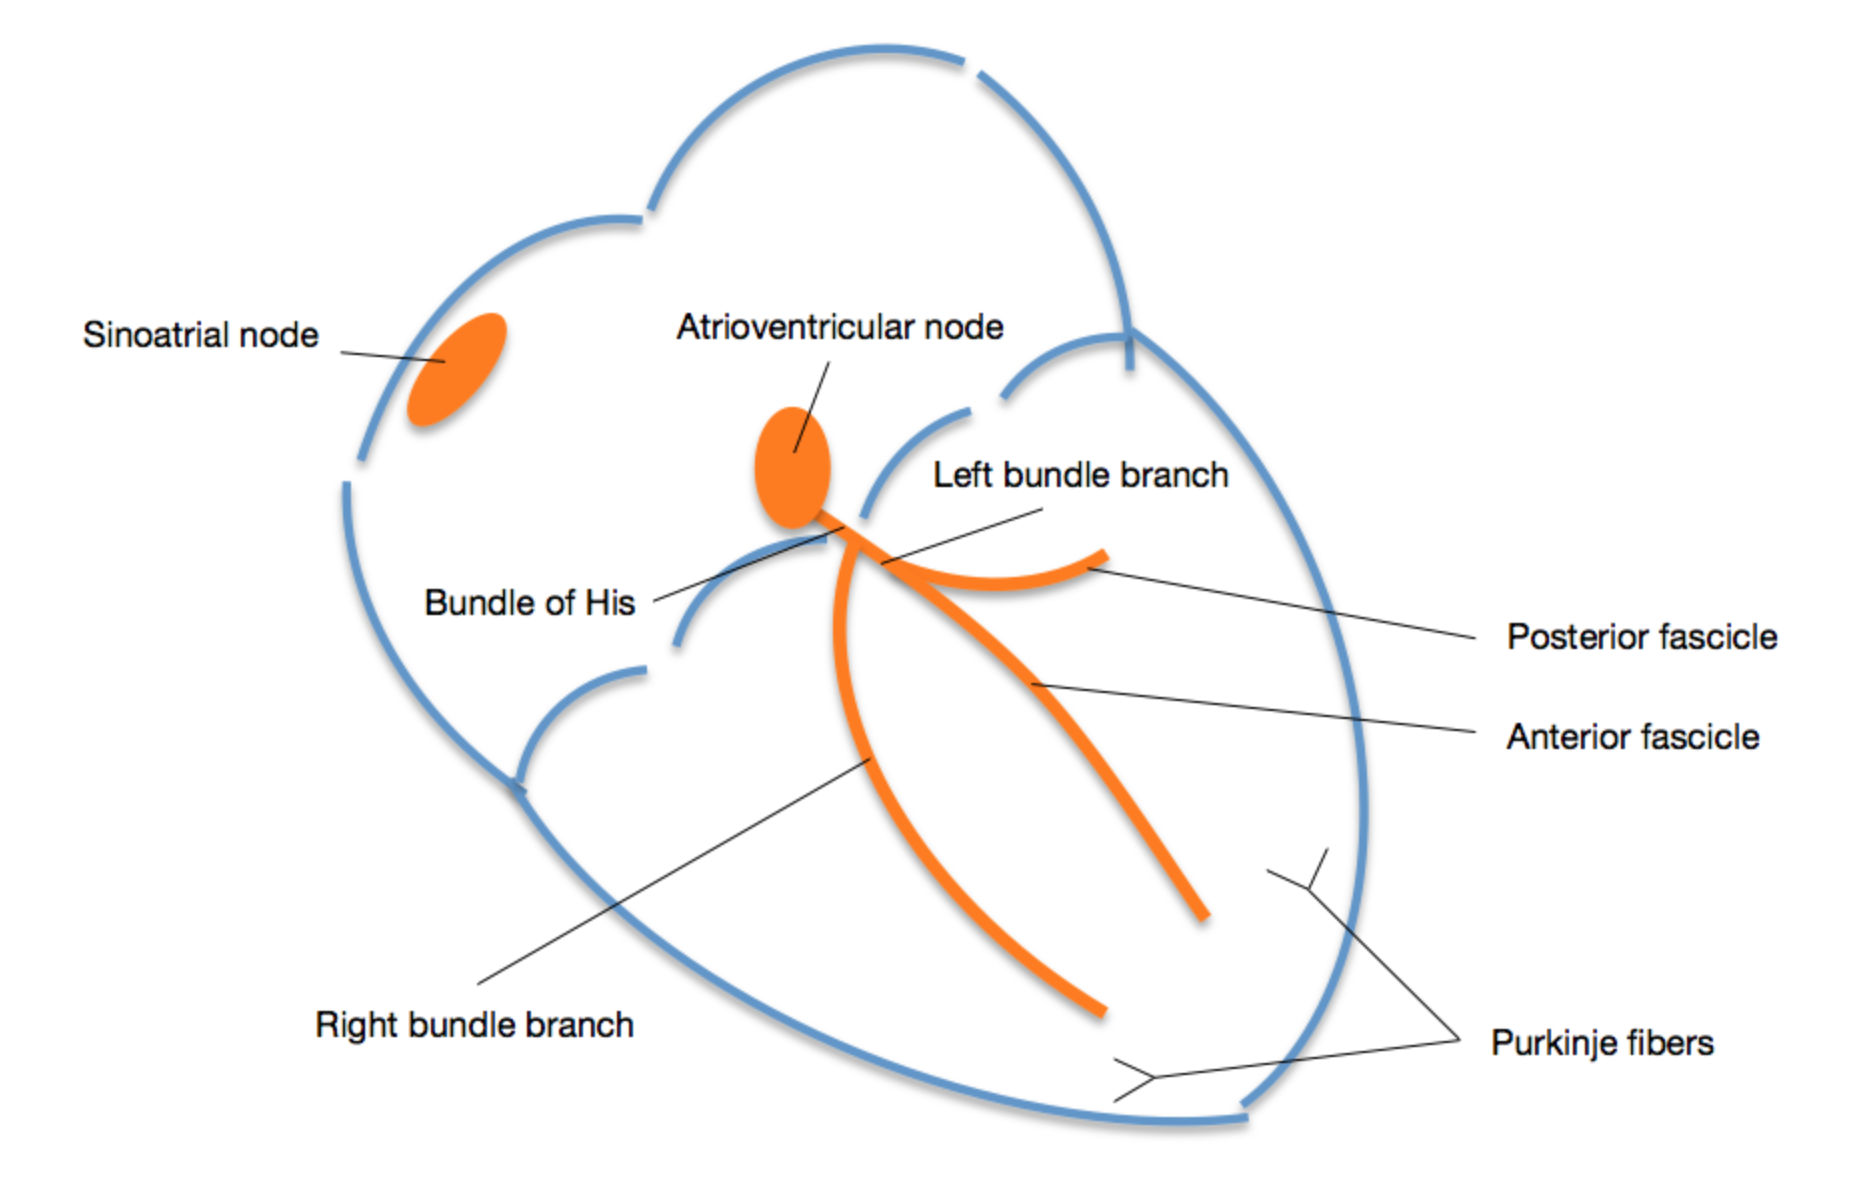 Atrioventricular node
Sinoatrial node
Left bundle branch
Bundle of His
Posterior fascicle
Anterior fascicle
Right bundle branch
Purkinje fibers